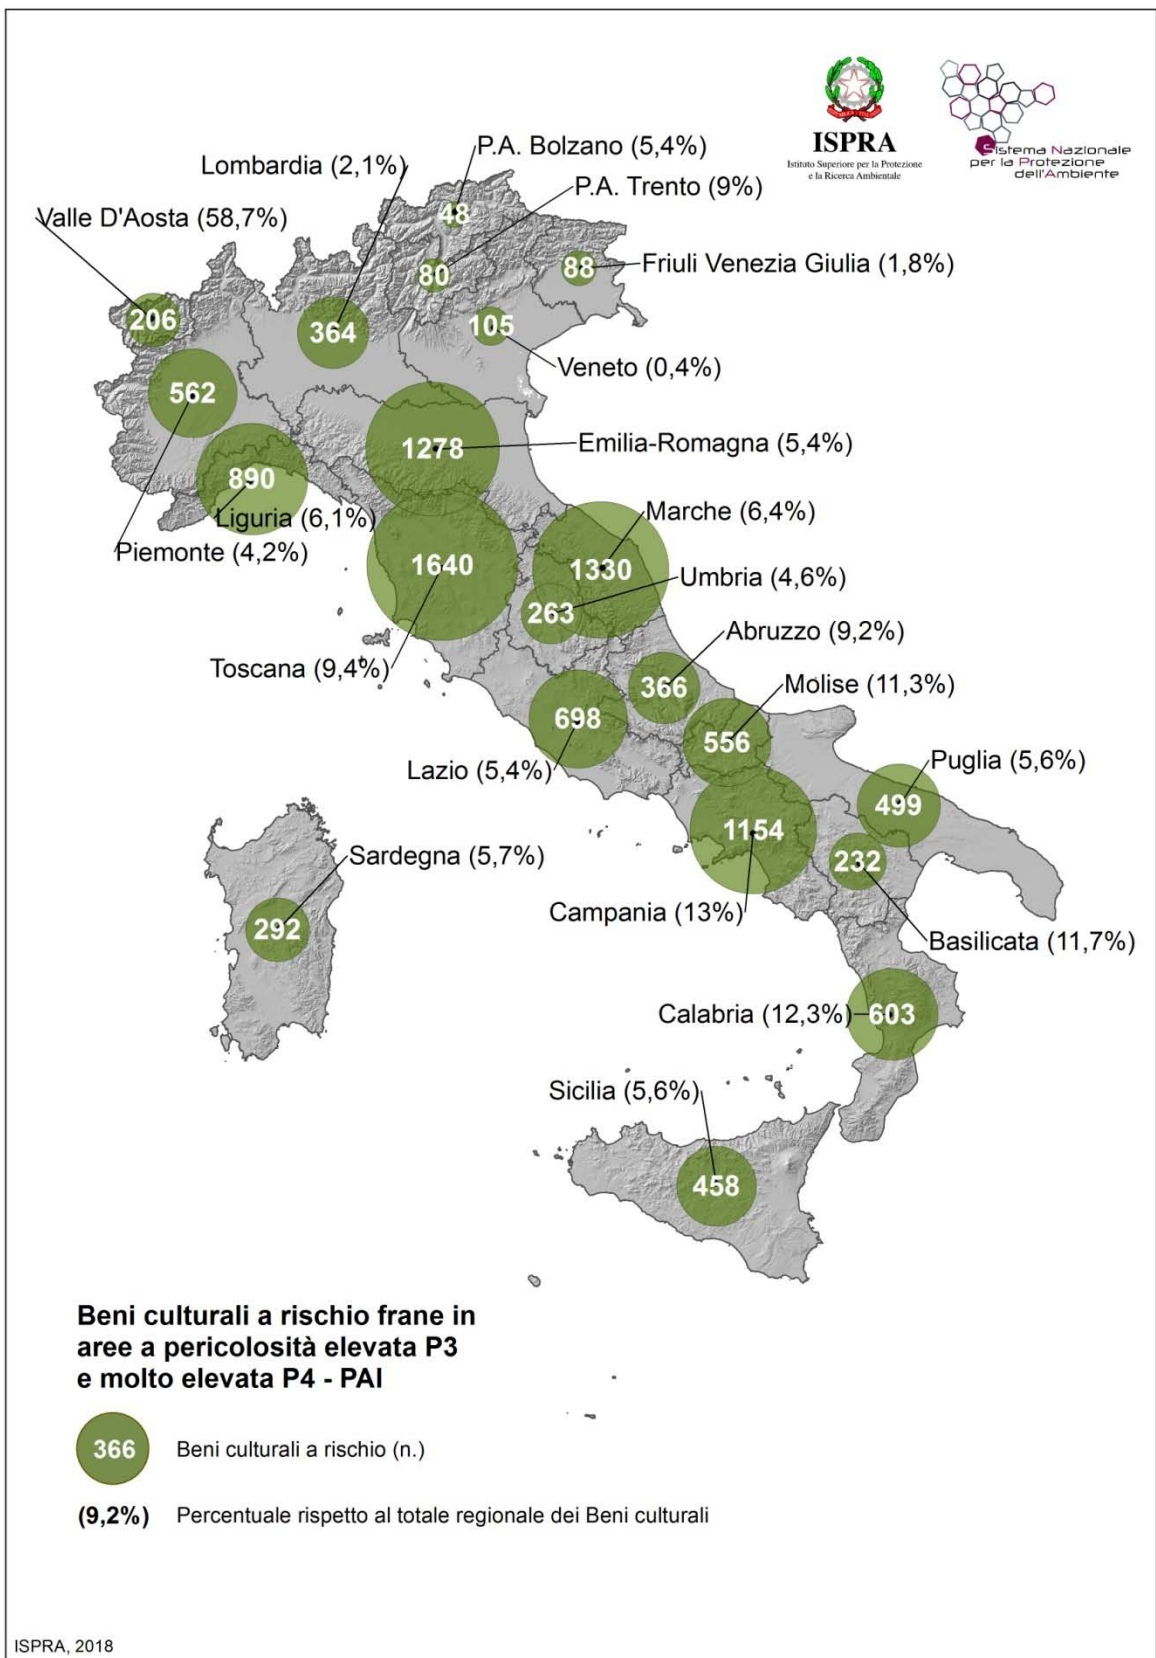 ISPRA
Istituto Superiore per la Protezione
e la Ricerca Ambientale
Sistema Nazionale
per la Protezione
dell'Ambiente
P.A. Bolzano (5,4%)
Lombardia (2,1%)
P.A. Trento (9%)
Valle D'Aosta (58,7%)
48
Friuli Venezia Giulia (1,8%)
80
88
206
364
105
Veneto (0,4%)
562
Emilia-Romagna (5,4%)
1278
890
Marche (6,4%)
Liguria (6,1%)
Piemonte (4,2%)
1640
1330
Umbria (4,6%)
263
Abruzzo (9,2%)
Toscana (9,4%)
366
Molise (11,3%)
698
556
Lazio (5,4%)
Puglia (5,6%)
499
1154
Sardegna (5,7%)
232
Campania (13%)
292
Basilicata (11,7%)
Calabria (12,3%)
603
Sicilia (5,6%)
458
Beni culturali a rischio frane in
aree a pericolosità elevata P3
e molto elevata P4 - PAI
366
Beni culturali a rischio (n.)
(9,2%)
Percentuale rispetto al totale regionale dei Beni culturali
ISPRA, 2018